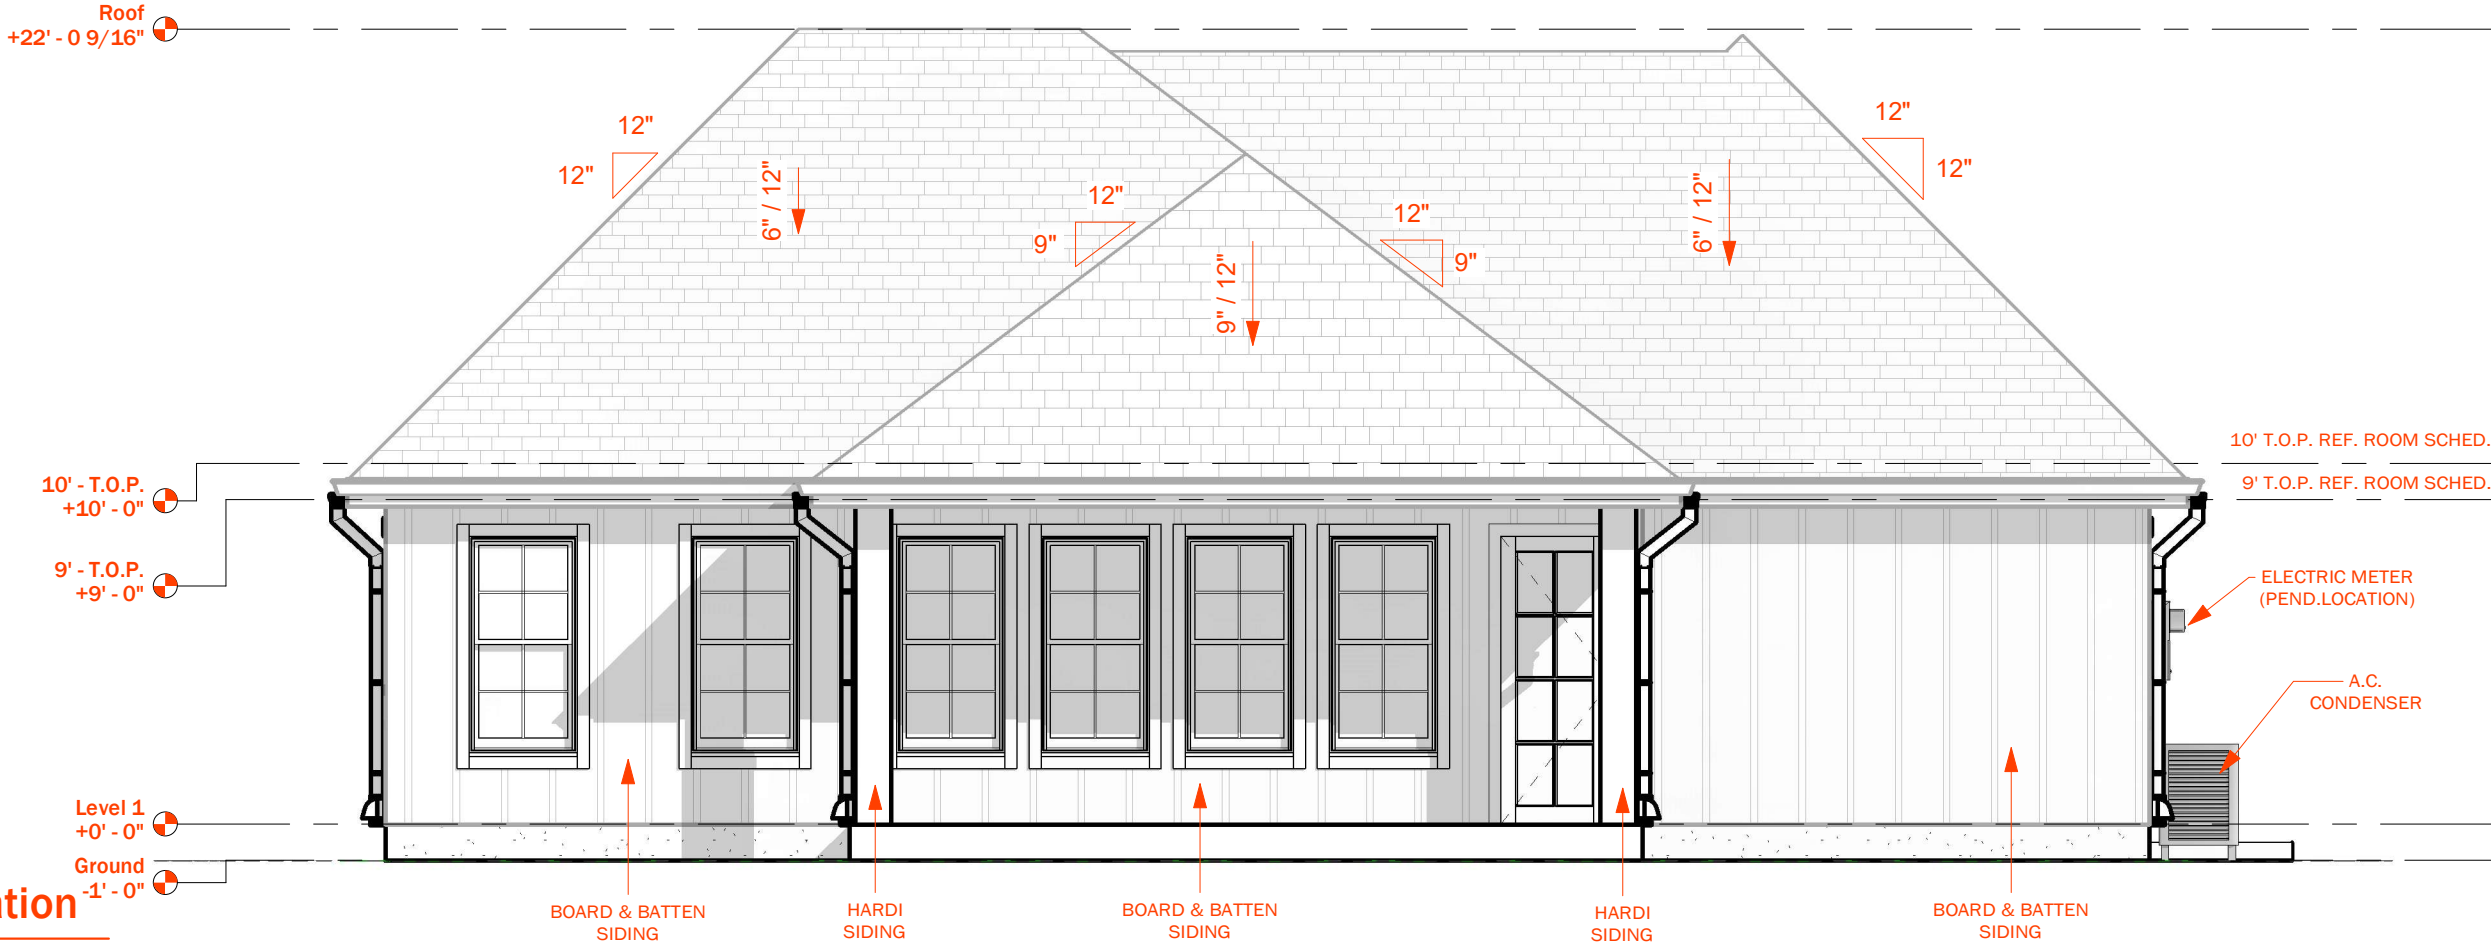 Roof
+22' - 0 9/16"
12"
12"
6" / 12"
12"
9"
9" / 12"
12"
9"
6" / 12"
12"
12"
10' T.O.P. REF. ROOM SCHED.
9' T.O.P. REF. ROOM SCHED.
10' - T.O.P.
+10' - 0"
9' - T.O.P.
+9' - 0"
ELECTRIC METER
(PEND.LOCATION)
A.C.
CONDENSER
Level 1
+0' - 0"
Ground
-1' - 0"
ation
BOARD & BATTEN
SIDING
HARDI
SIDING
BOARD & BATTEN
SIDING
HARDI
SIDING
BOARD & BATTEN
SIDING